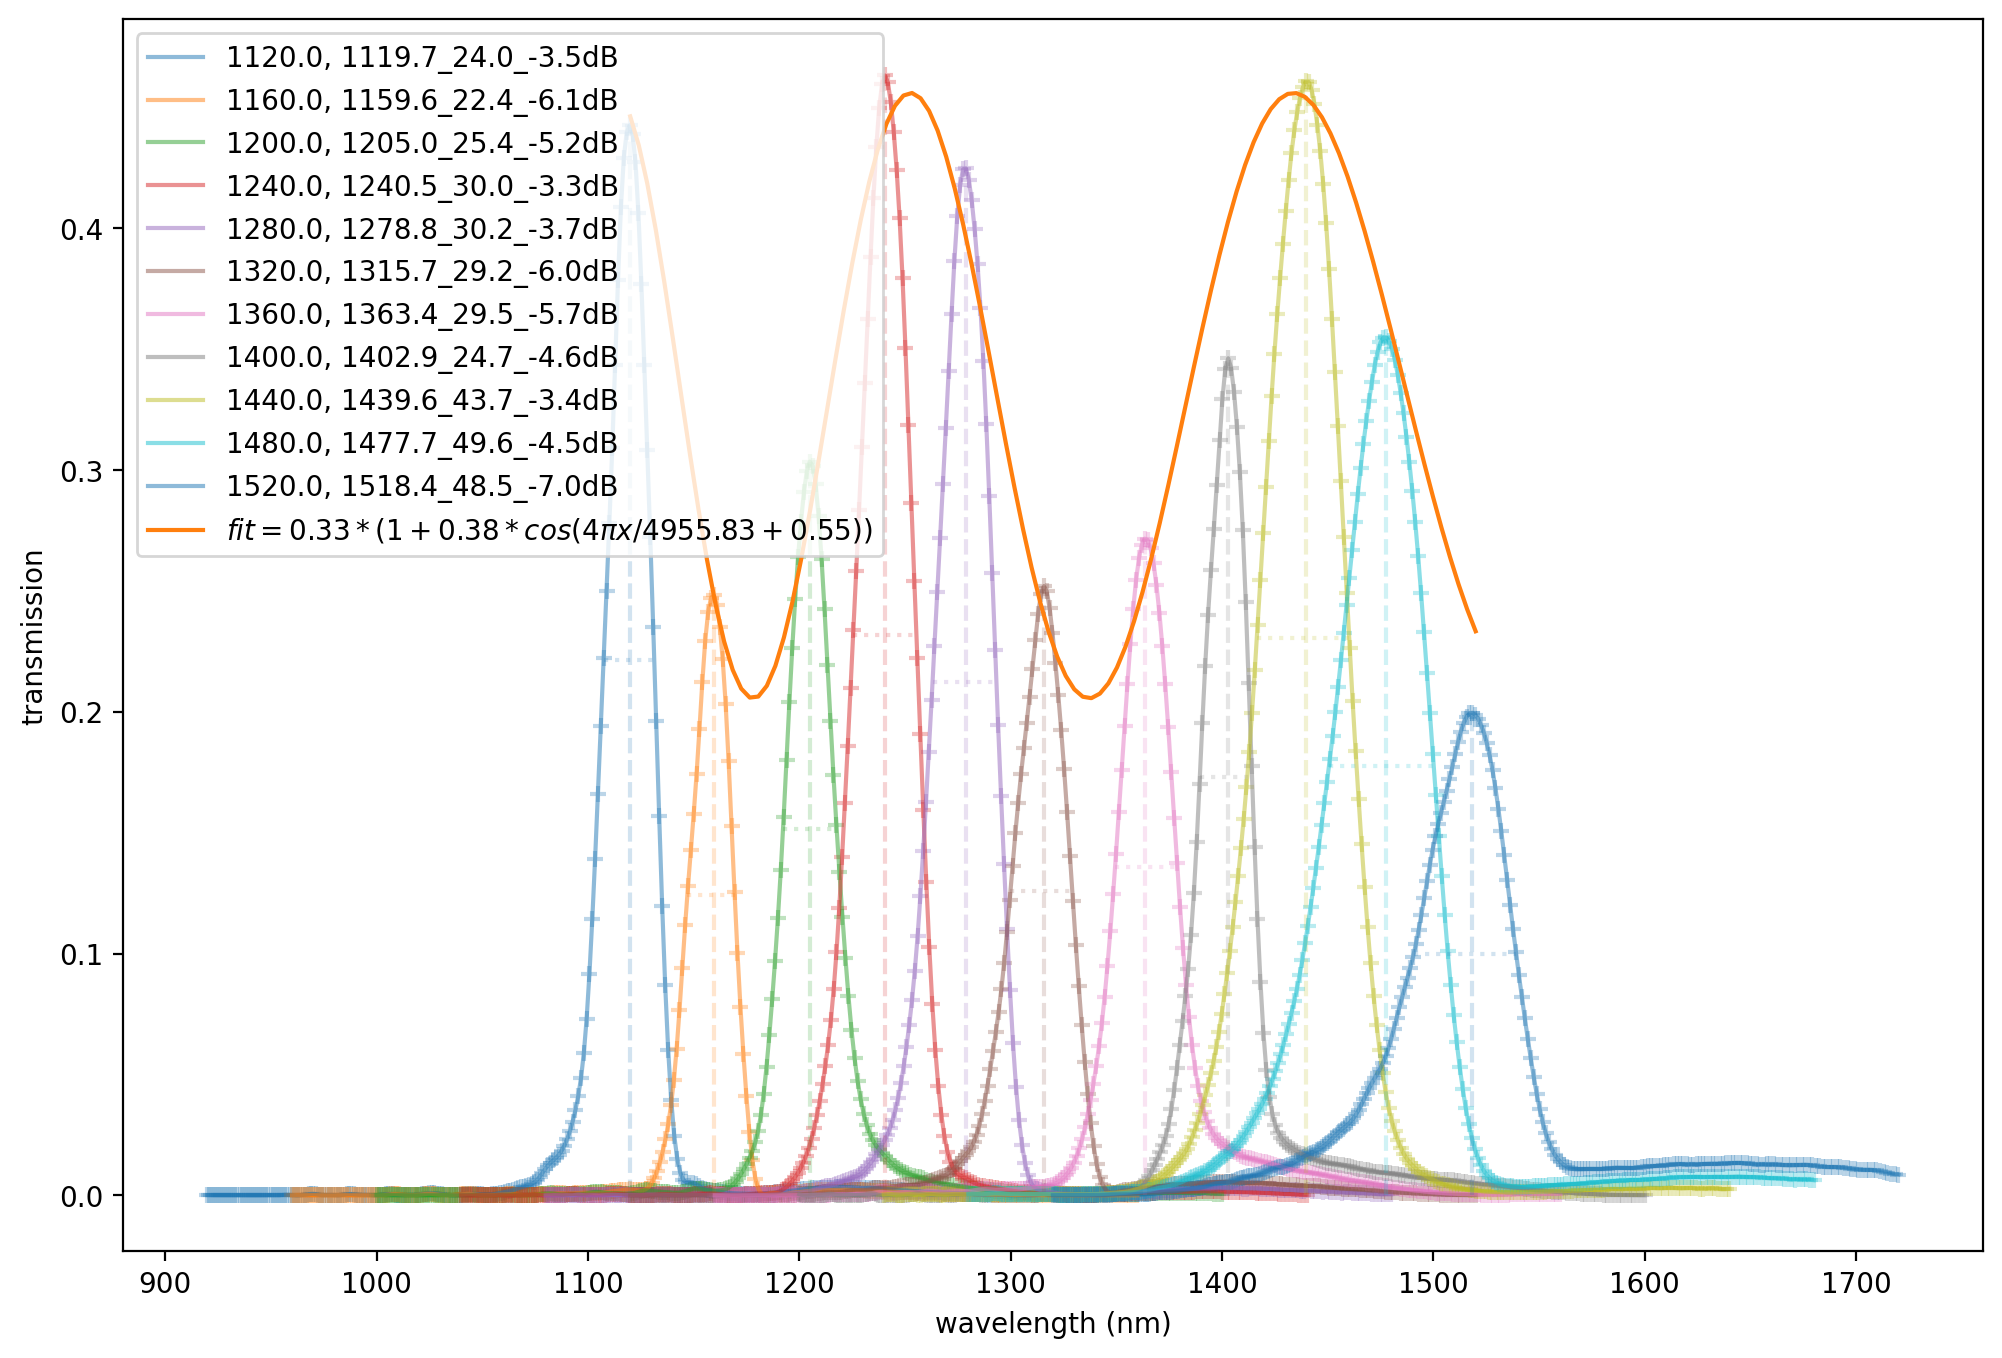 1120.0, 1119.7_24.0_-3.5dB
1160.0, 1159.6_22.4_-6.1dB
1200.0, 1205.0_25.4_-5.2dB
1240.0, 1240.5_30.0_-3.3dB
1280.0, 1278.8_30.2_-3.7dB
1320.0, 1315.7_29.2_-6.0dB
1360.0, 1363.4_29.5_-5.7dB
1400.0, 1402.9_24.7_-4.6dB
1440.0, 1439.6_43.7_-3.4dB
1480.0, 1477.7_49.6_-4.5dB
1520.0, 1518.4_48.5_-7.0dB
fit = 0.33 * (1 + 0.38 * cos(4πx/4955.83 + 0.55))
transmission
0.4
0.3
0.2
0.1
0.0
900 1000 1100 1200 1300 1400 1500 1600 1700
wavelength (nm)